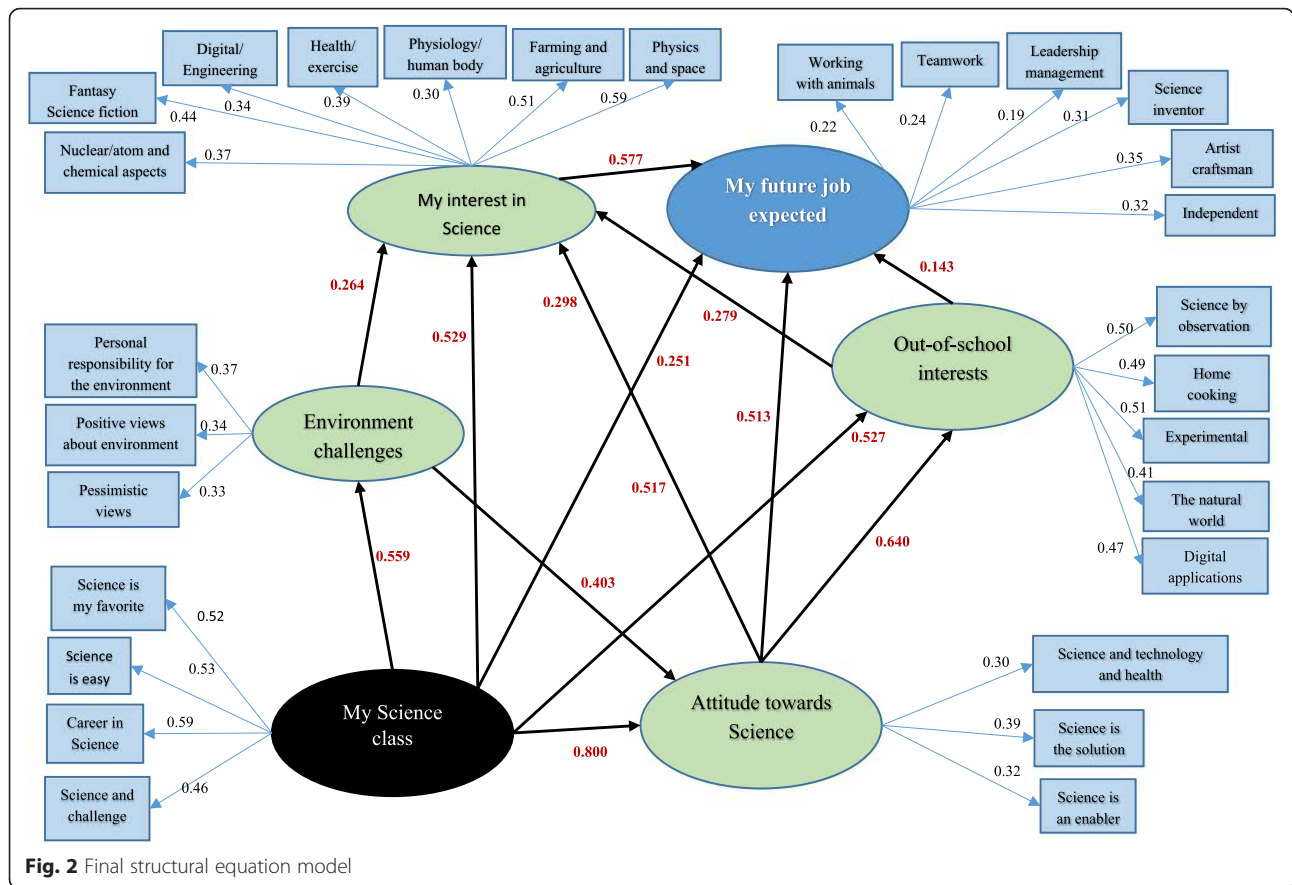 Digital/
Engineering
Health/
exercise
Physiology/
human body
Farming and
agriculture
Physics
and space
Working
with animals
Teamwork
Leadership
management
Fantasy
Science fiction
Science
inventor
Nuclear/atom and
chemical aspects
Artist
craftsman
Independent
0.44
0.34
0.39
0.30
0.51
0.59
0.37
0.22
0.24
0.19
0.31
0.35
0.32
My interest in
Science
0.577
My future job
expected
0.143
0.264
0.529
0.298
0.251
0.279
0.513
0.527
0.517
0.640
0.559
0.403
0.800
Out-of-school
interests
Science by
observation
Home
cooking
Experimental
The natural
world
Digital
applications
0.50
0.49
0.51
0.41
0.47
Personal
responsibility for
the environment
Positive views
about environment
Pessimistic
views
0.37
0.34
0.33
Environment
challenges
Science is
my favorite
Science
is easy
Career in
Science
Science and
challenge
0.52
0.53
0.59
0.46
My Science
class
Attitude towards
Science
0.30
0.39
0.32
Science and technology
and health
Science is
the solution
Science is
an enabler
Fig. 2 Final structural equation model